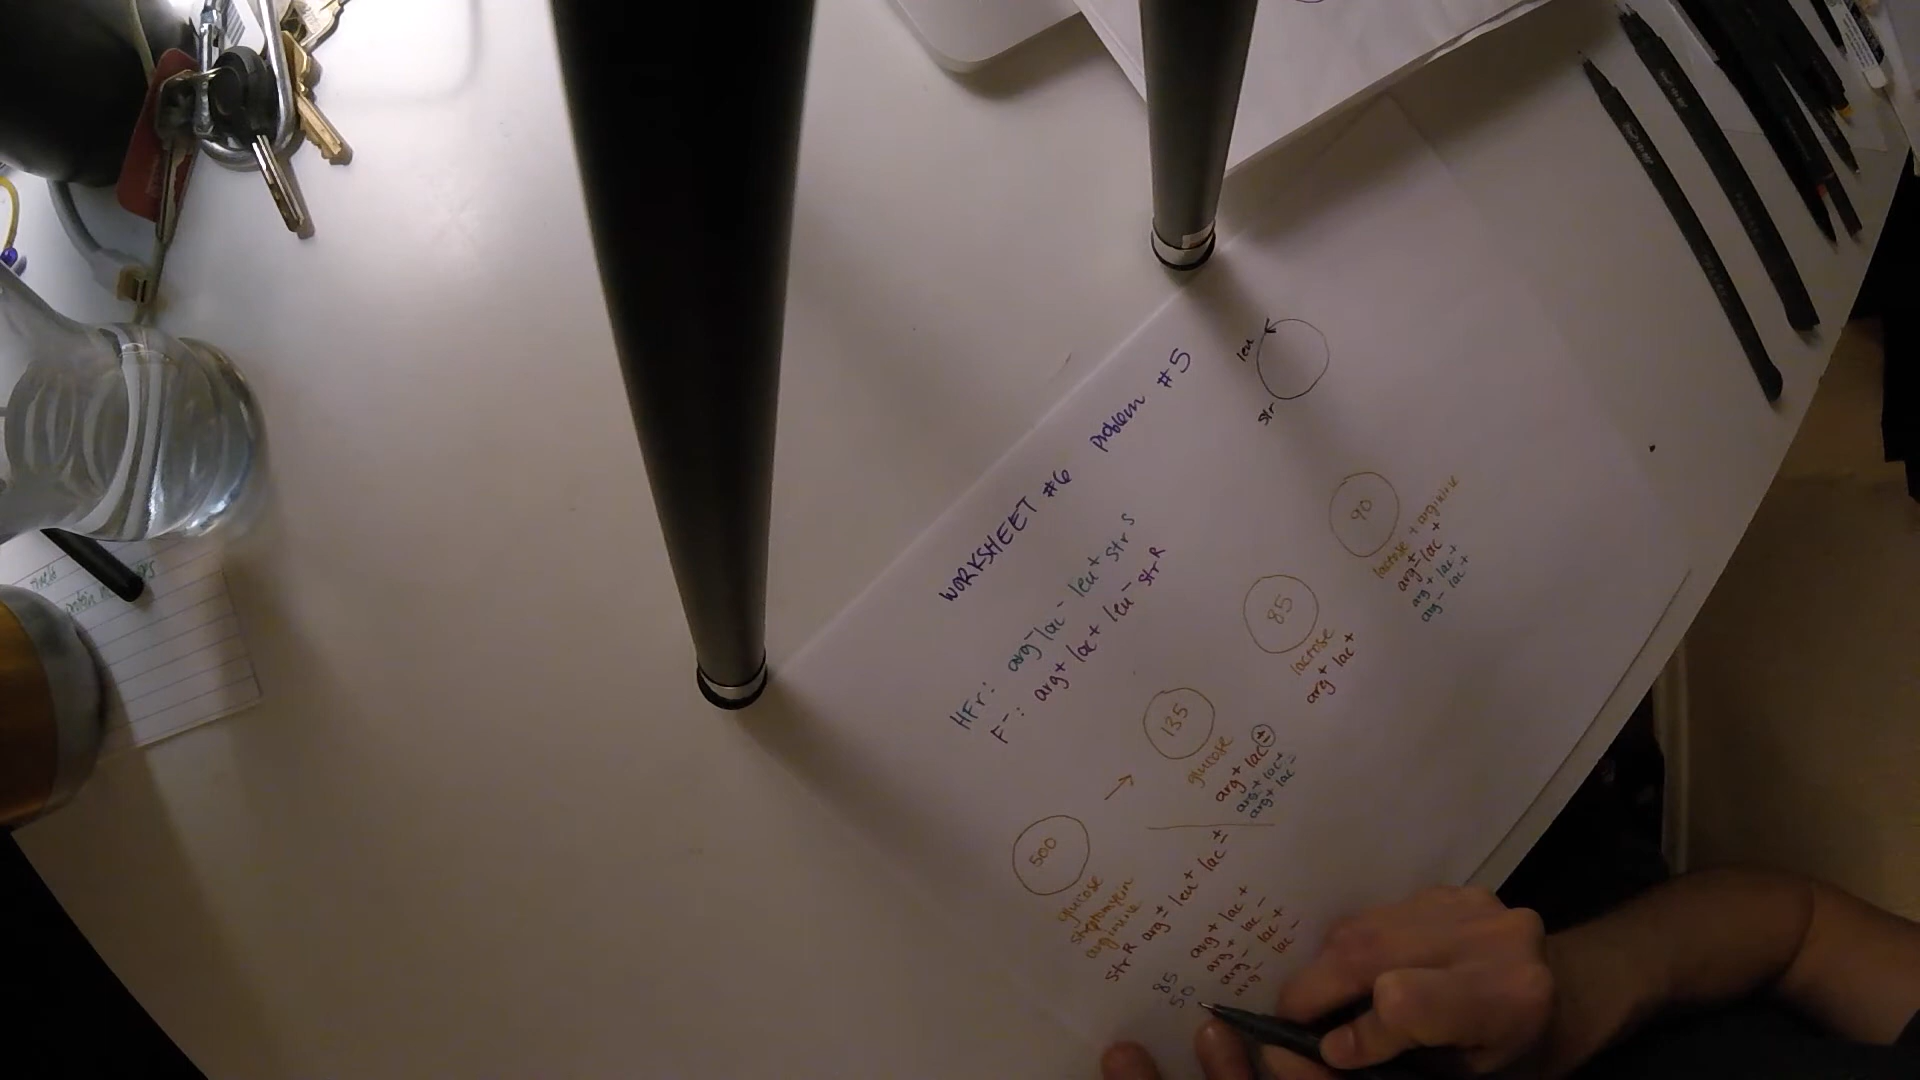 WORKSHEET #6 Problem #5
leu
str
HFr: arg- lac- leu+ str S
F-: arg+ lac+ leu- str R
500
glucose
streptomycin
arginine
str R arg± leu+ lac±
85 arg+ lac+
50 arg+ lac-
arg- lac+
arg- lac-
135
glucose
arg+ lac±
arg+ lac+
arg+ lac-
85
lactose
arg+ lac+
90
lactose + arginine
arg± lac+
arg+ lac+
arg- lac+